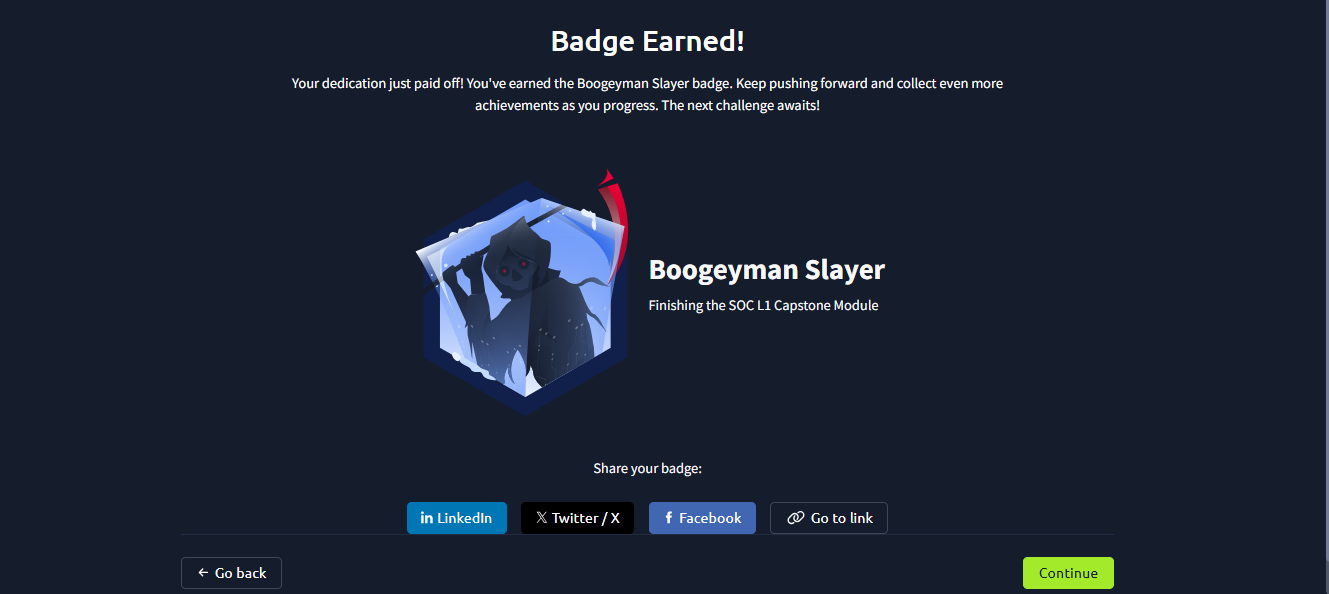 Badge Earned!
Your dedication just paid off! You've earned the Boogeyman Slayer badge. Keep pushing forward and collect even more
achievements as you progress. The next challenge awaits!
Boogeyman Slayer
Finishing the SOC L1 Capstone Module
Share your badge:
in LinkedIn
𝕏 Twitter / X
f Facebook
Go to link
← Go back
Continue